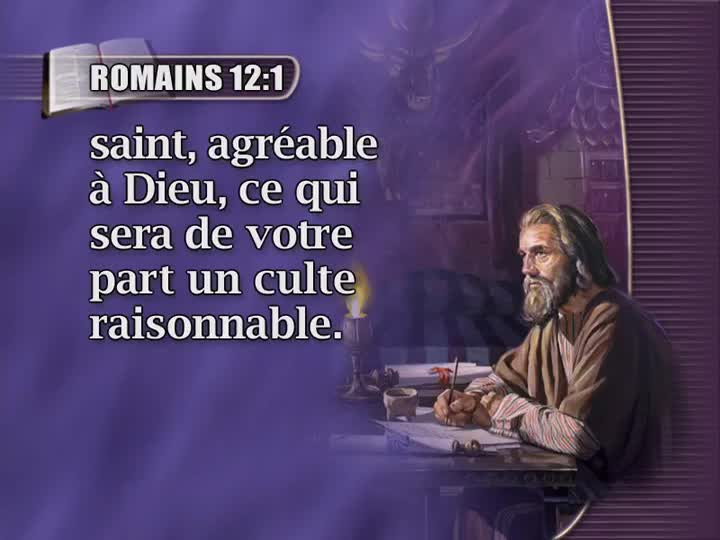 ROMAINS 12:1
saint, agréable
à Dieu, ce qui
sera de votre
part un culte
raisonnable.